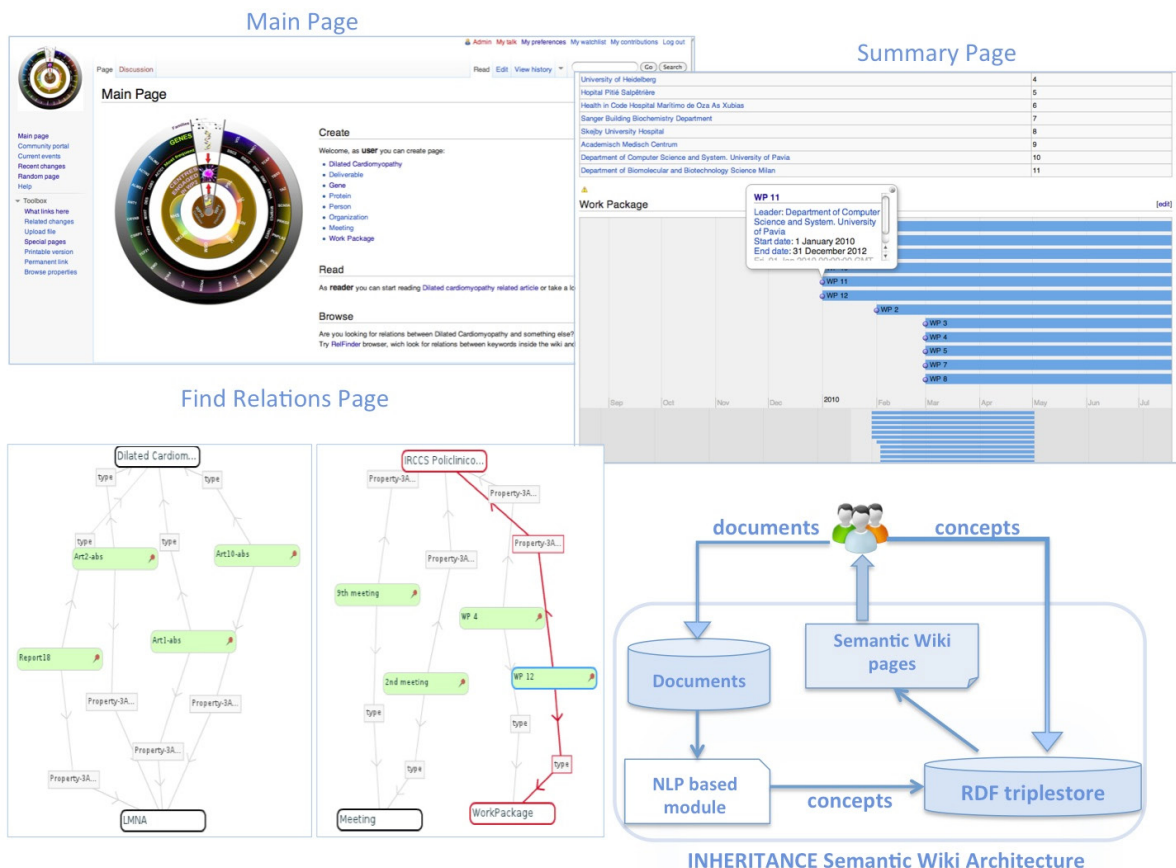 Main Page
Admin My talk My preferences My watchlist My contributions Log out
Page Discussion
Read Edit View history
Go Search
Main Page
Main page
Community portal
Current events
Recent changes
Random page
Help
Toolbox
What links here
Related changes
Upload file
Special pages
Printable version
Permanent link
Browse properties
Families
GENES
CENTRES
ENGAGED
Create
Welcome, as user you can create page:
Dilated Cardiomyopathy
Deliverable
Gene
Protein
Person
Organization
Meeting
Work Package
Read
As reader you can start reading Dilated cardiomyopathy related article or take a lo
Browse
Are you looking for relations between Dilated Cardiomyopathy and something else?
Try RelFinder browser, wich look for relations between keywords inside the wiki and
Summary Page
University of Heidelberg 4
Hopital Pitié Salpêtrière 5
Health in Code Hospital Marítimo de Oza As Xubias 6
Sanger Building Biochemistry Department 7
Skejby University Hospital 8
Academisch Medisch Centrum 9
Department of Computer Science and System. University of Pavia 10
Department of Biomolecular and Biotechnology Science Milan 11
Work Package [edit]
WP 11
Leader: Department of Computer
Science and System. University
of Pavia
Start date: 1 January 2010
End date: 31 December 2012
WP 11
WP 12
WP 2
WP 3
WP 4
WP 5
WP 7
WP 8
Sep Oct Nov Dec 2010 Feb Mar Apr May Jun Jul
Find Relations Page
Dilated Cardiom...
type
type
type
type
Art2-abs
Art10-abs
Art1-abs
Report18
Property-3A...
Property-3A...
Property-3A...
Property-3A...
LMNA
IRCCS Policlinico...
Property-3A...
Property-3A...
Property-3A...
Property-3A...
9th meeting
WP 4
2nd meeting
WP 12
type
type
type
type
Meeting
WorkPackage
documents
concepts
Semantic Wiki
pages
Documents
NLP based
module
concepts
RDF triplestore
INHERITANCE Semantic Wiki Architecture